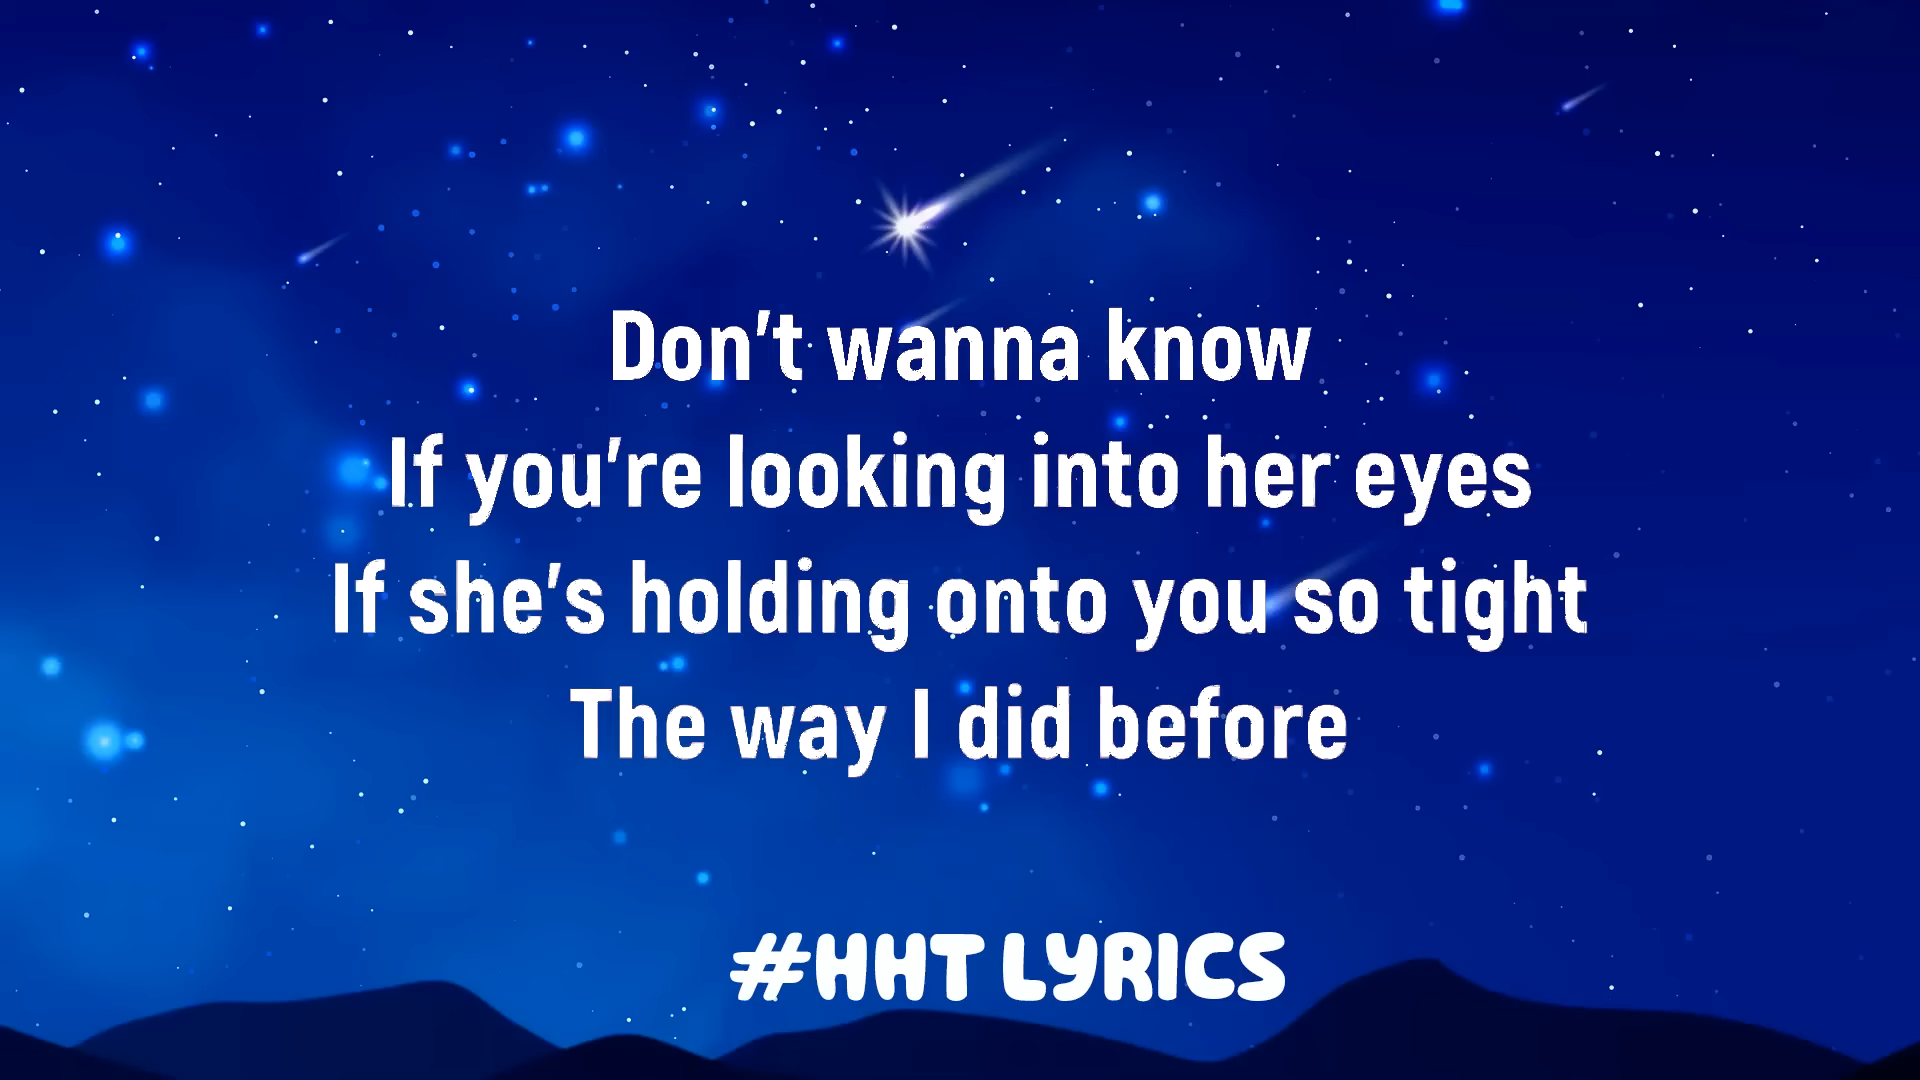 Don't wanna know
If you're looking into her eyes
If she's holding onto you so tight
The way I did before
#HHT LYRICS